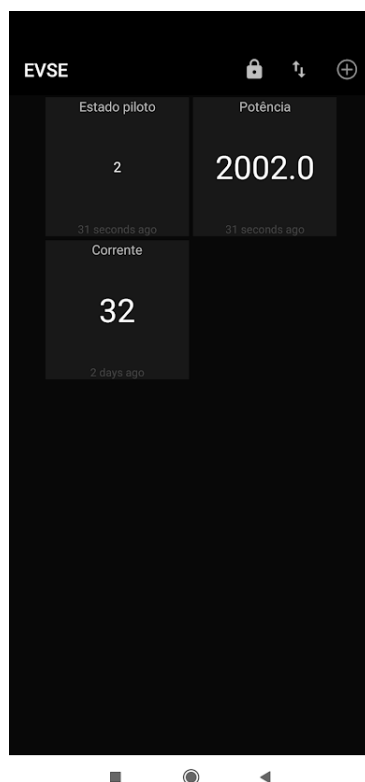 EVSE
Estado piloto
2
31 seconds ago
Potência
2002.0
31 seconds ago
Corrente
32
2 days ago